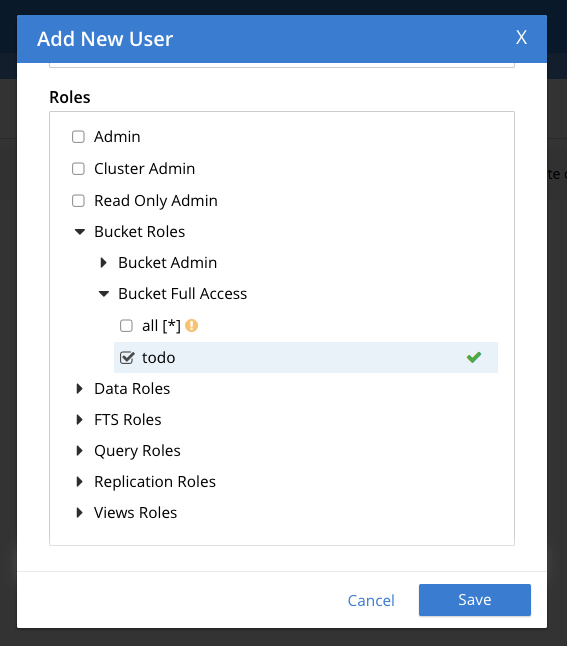 Add New User X
Roles
Admin
Cluster Admin
Read Only Admin
Bucket Roles
Bucket Admin
Bucket Full Access
all [*]
todo
Data Roles
FTS Roles
Query Roles
Replication Roles
Views Roles
Cancel Save